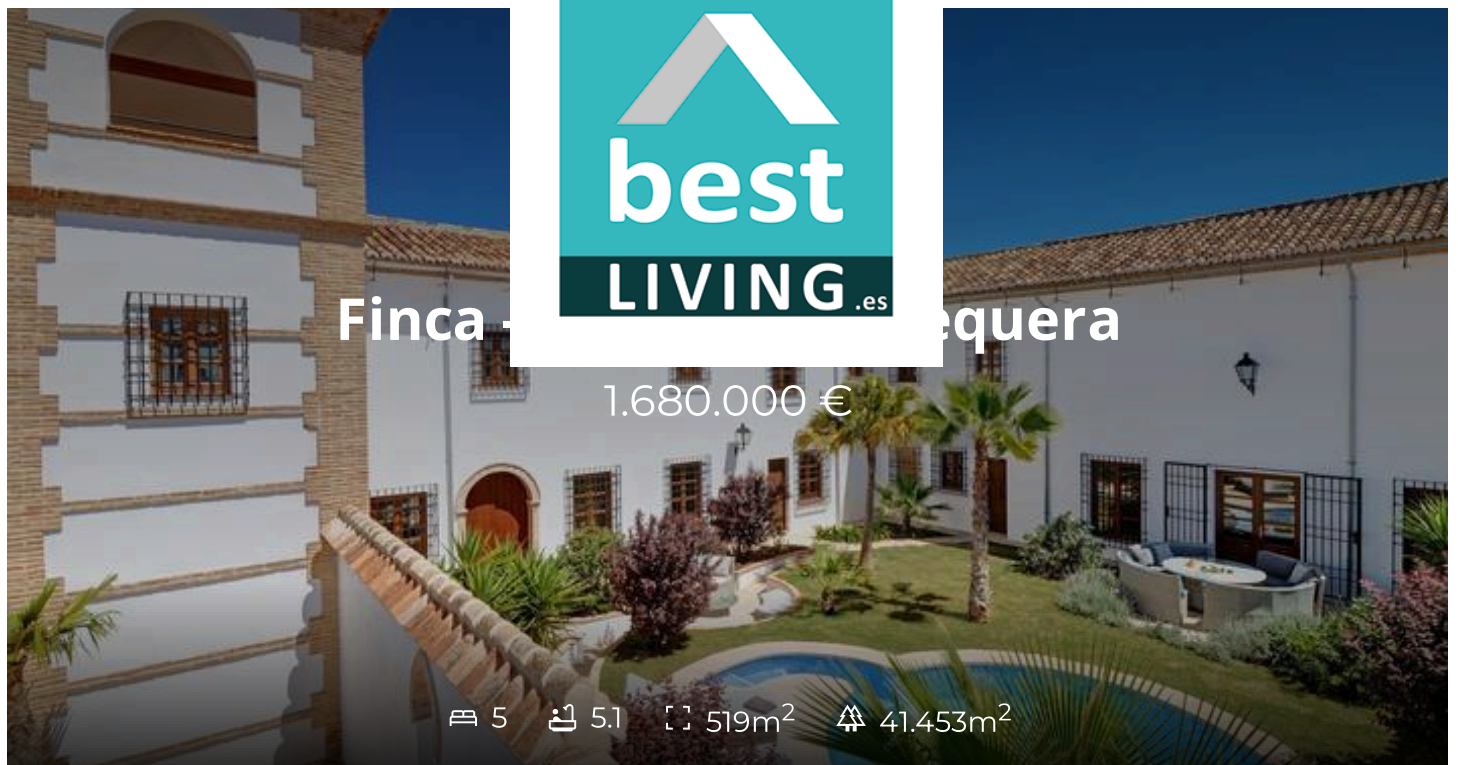 best
LIVING.es
Finca - equera
1.680.000 €
5 5.1 519m² 41.453m²